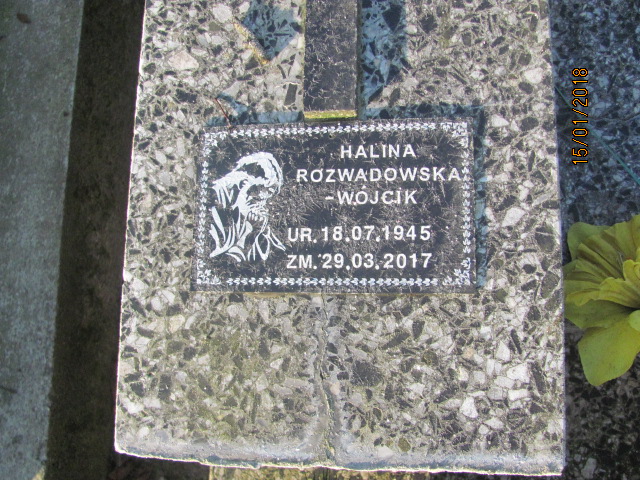 HALINA
ROZWADOWSKA
-WÓJCIK
UR. 18.07.1945
ZM. 29.03.2017
15/01/2018